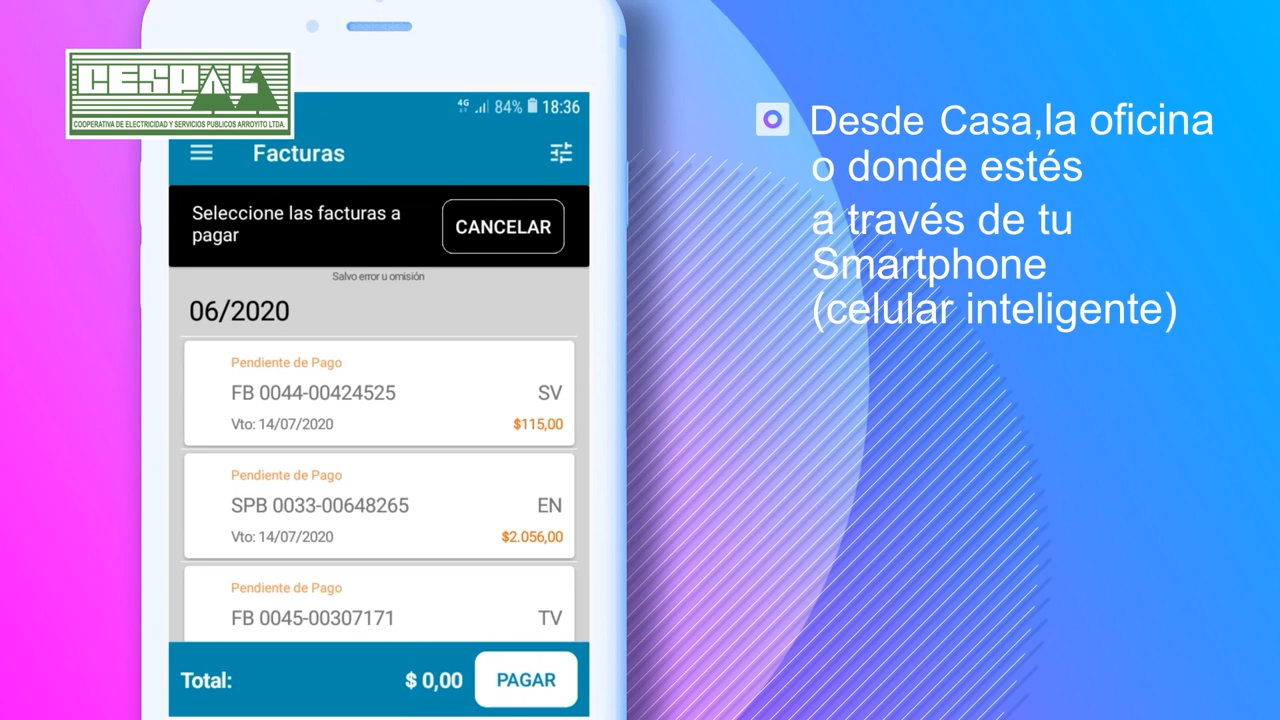 CESPAL
COOPERATIVA DE ELECTRICIDAD Y SERVICIOS PUBLICOS ARROYITO LTDA.
4G 84% 18:36
Facturas
Seleccione las facturas a
pagar
CANCELAR
Salvo error u omisión
06/2020
Pendiente de Pago
FB 0044-00424525 SV
Vto: 14/07/2020 $115,00
Pendiente de Pago
SPB 0033-00648265 EN
Vto: 14/07/2020 $2.056,00
Pendiente de Pago
FB 0045-00307171 TV
Total: $ 0,00 PAGAR
Desde Casa,la oficina
o donde estés
a través de tu
Smartphone
(celular inteligente)